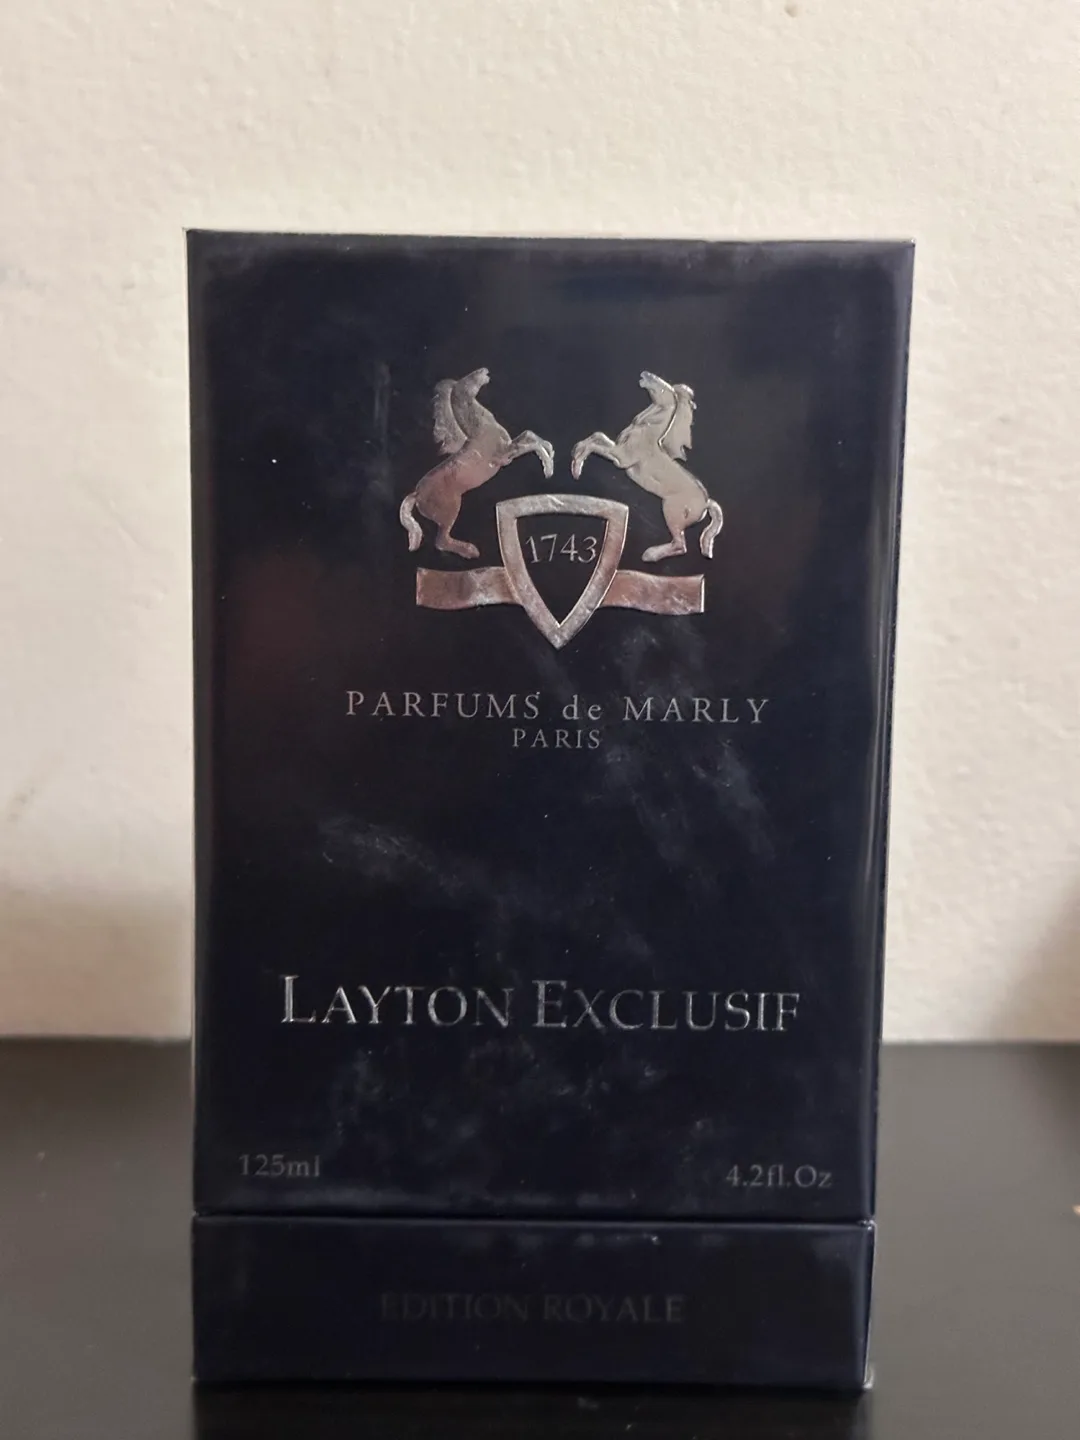 1743
PARFUMS de MARLY
PARIS
LAYTON EXCLUSIF
125ml 4.2fl.Oz
EDITION ROYALE